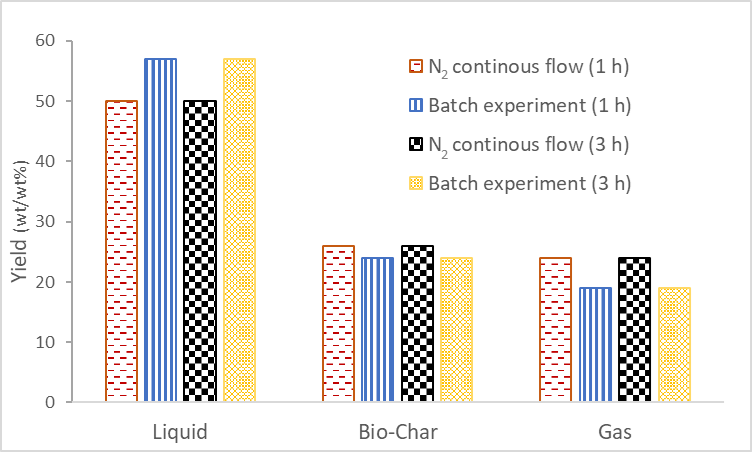 60
50
40
30
20
10
0
Yield (wt/wt%)
N2 continous flow (1 h)
Batch experiment (1 h)
N2 continous flow (3 h)
Batch experiment (3 h)
Liquid
Bio-Char
Gas